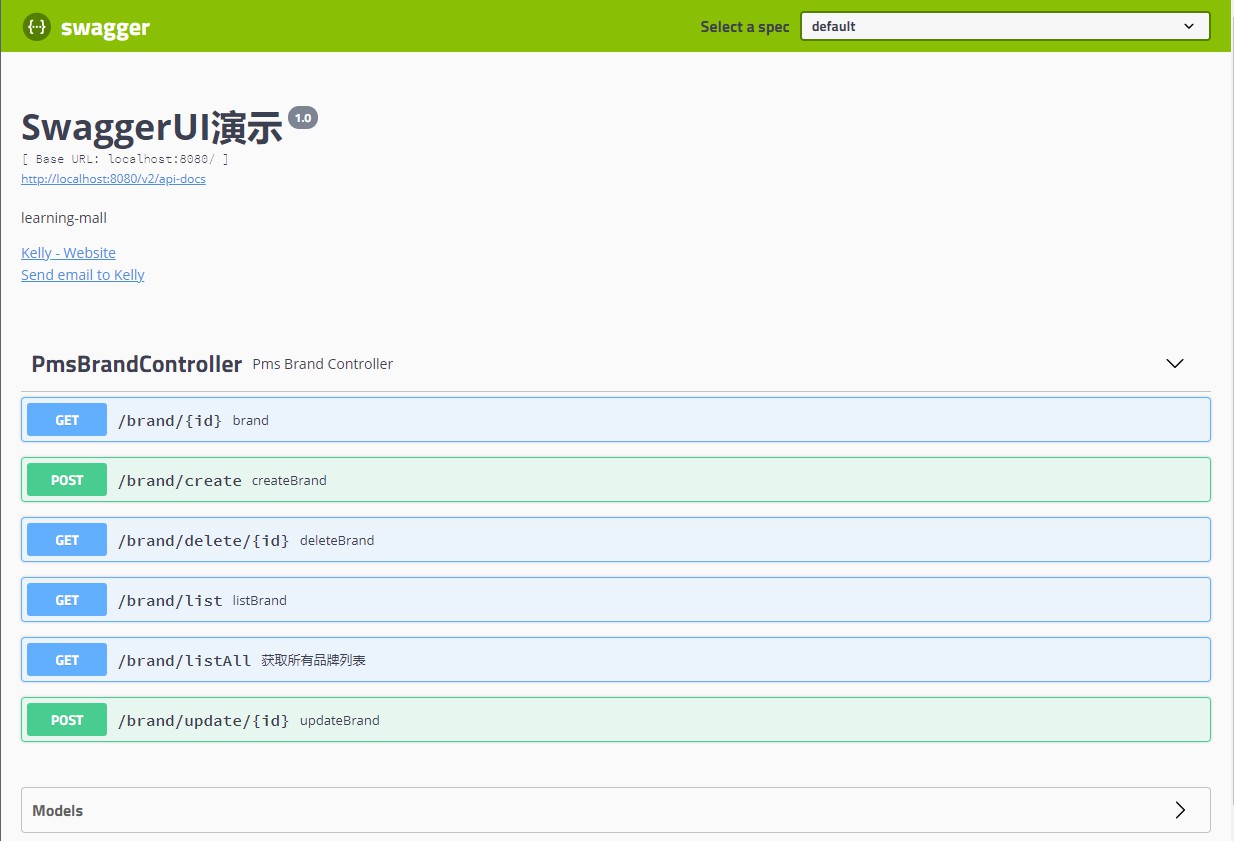 {···} swagger Select a spec default
SwaggerUI演示 1.0
[ Base URL: localhost:8080/ ]
http://localhost:8080/v2/api-docs
learning-mall
Kelly - Website
Send email to Kelly
PmsBrandController Pms Brand Controller
GET /brand/{id} brand
POST /brand/create createBrand
GET /brand/delete/{id} deleteBrand
GET /brand/list listBrand
GET /brand/listAll 获取所有品牌列表
POST /brand/update/{id} updateBrand
Models